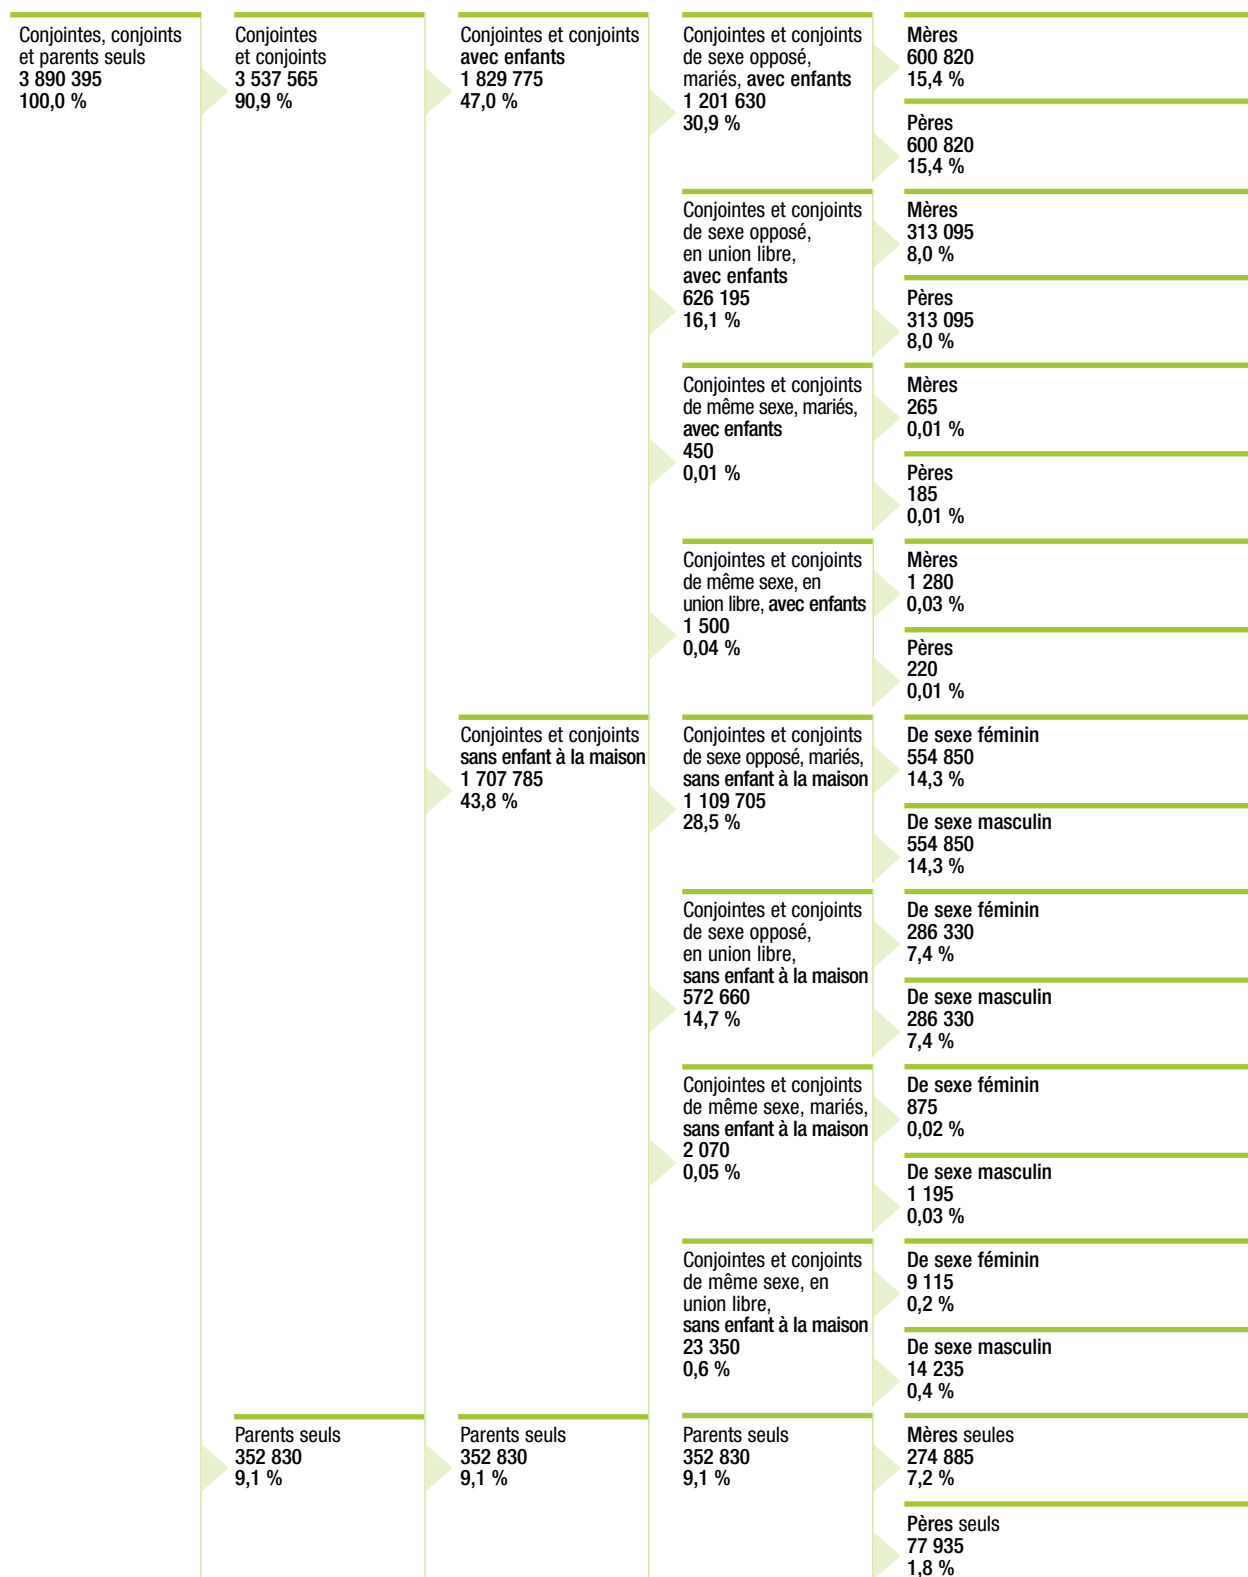 Conjointes, conjoints
et parents seuls
3 890 395
100,0 %
Conjointes
et conjoints
3 537 565
90,9 %
Conjointes et conjoints
avec enfants
1 829 775
47,0 %
Conjointes et conjoints
de sexe opposé,
mariés, avec enfants
1 201 630
30,9 %
Mères
600 820
15,4 %
Pères
600 820
15,4 %
Conjointes et conjoints
de sexe opposé,
en union libre,
avec enfants
626 195
16,1 %
Mères
313 095
8,0 %
Pères
313 095
8,0 %
Conjointes et conjoints
de même sexe, mariés,
avec enfants
450
0,01 %
Mères
265
0,01 %
Pères
185
0,01 %
Conjointes et conjoints
de même sexe, en
union libre, avec enfants
1 500
0,04 %
Mères
1 280
0,03 %
Pères
220
0,01 %
Conjointes et conjoints
sans enfant à la maison
1 707 785
43,8 %
Conjointes et conjoints
de sexe opposé, mariés,
sans enfant à la maison
1 109 705
28,5 %
De sexe féminin
554 850
14,3 %
De sexe masculin
554 850
14,3 %
Conjointes et conjoints
de sexe opposé,
en union libre,
sans enfant à la maison
572 660
14,7 %
De sexe féminin
286 330
7,4 %
De sexe masculin
286 330
7,4 %
Conjointes et conjoints
de même sexe, mariés,
sans enfant à la maison
2 070
0,05 %
De sexe féminin
875
0,02 %
De sexe masculin
1 195
0,03 %
Conjointes et conjoints
de même sexe, en
union libre,
sans enfant à la maison
23 350
0,6 %
De sexe féminin
9 115
0,2 %
De sexe masculin
14 235
0,4 %
Parents seuls
352 830
9,1 %
Parents seuls
352 830
9,1 %
Parents seuls
352 830
9,1 %
Mères seules
274 885
7,2 %
Pères seuls
77 935
1,8 %